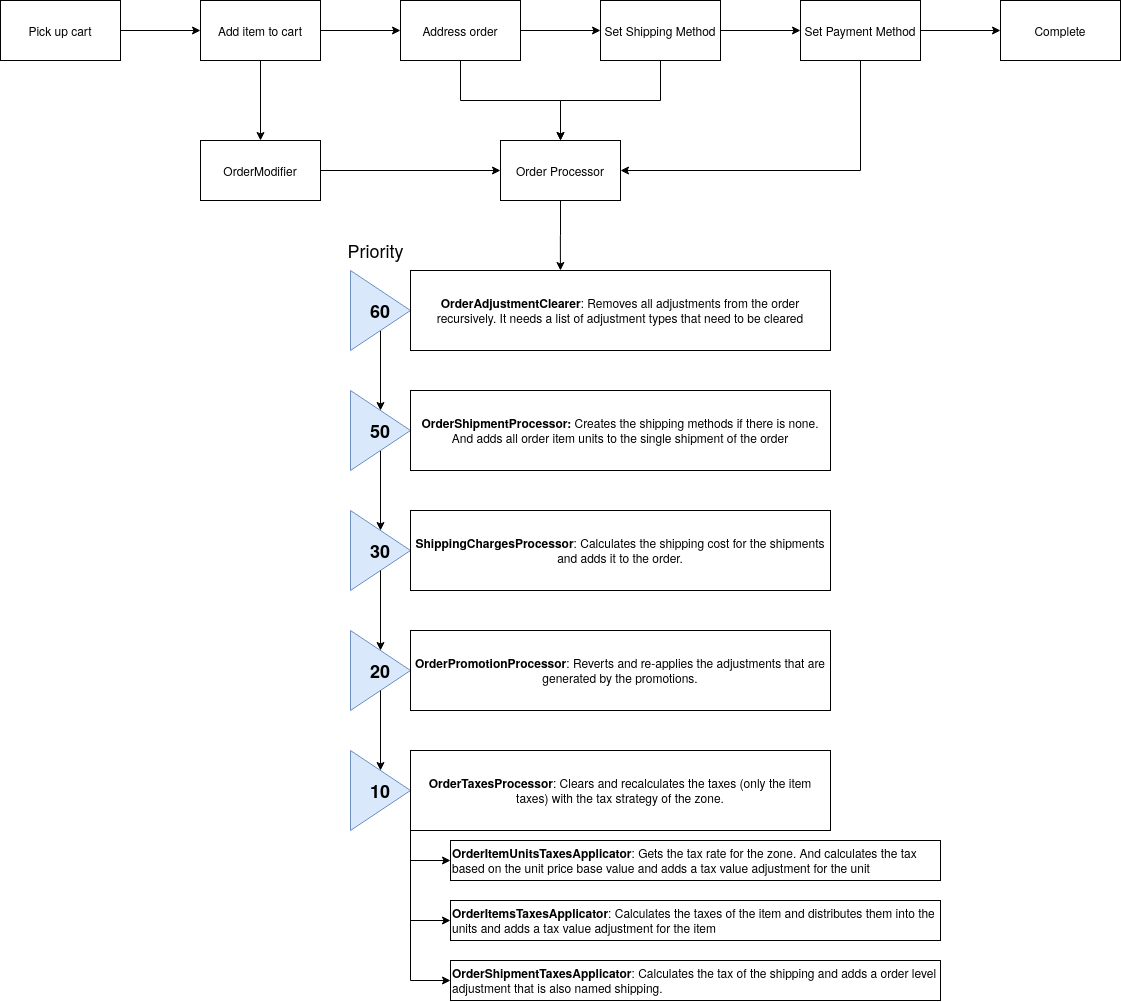 Pick up cart
Add item to cart
Address order
Set Shipping Method
Set Payment Method
Complete
OrderModifier
Order Processor
Priority
60
OrderAdjustmentClearer: Removes all adjustments from the order
recursively. It needs a list of adjustment types that need to be cleared
50
OrderShipmentProcessor: Creates the shipping methods if there is none.
And adds all order item units to the single shipment of the order
30
ShippingChargesProcessor: Calculates the shipping cost for the shipments
and adds it to the order.
20
OrderPromotionProcessor: Reverts and re-applies the adjustments that are
generated by the promotions.
10
OrderTaxesProcessor: Clears and recalculates the taxes (only the item
taxes) with the tax strategy of the zone.
OrderItemUnitsTaxesApplicator: Gets the tax rate for the zone. And calculates the tax
based on the unit price base value and adds a tax value adjustment for the unit
OrderItemsTaxesApplicator: Calculates the taxes of the item and distributes them into the
units and adds a tax value adjustment for the item
OrderShipmentTaxesApplicator: Calculates the tax of the shipping and adds a order level
adjustment that is also named shipping.